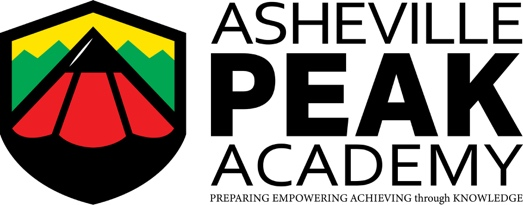 ASHEVILLE
PEAK
ACADEMY
PREPARING EMPOWERING ACHIEVING through KNOWLEDGE